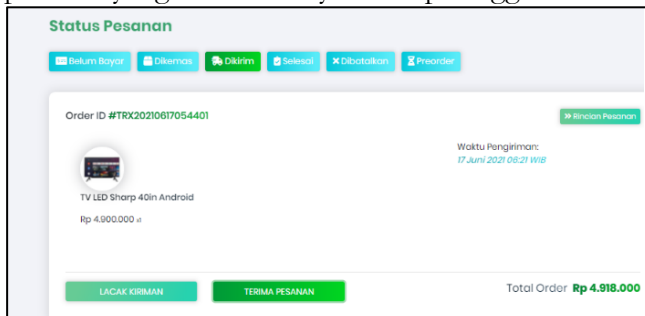 Status Pesanan
Belum Bayar Dikemas Dikirim Selesai Dibatalkan Preorder
Order ID #TRX20210617054401
Rincian Pesanan
Waktu Pengiriman:
17 Juni 2021 06:21 WIB
TV LED Sharp 40in Android
Rp 4.900.000 x1
LACAK KIRIMAN TERIMA PESANAN Total Order Rp 4.918.000